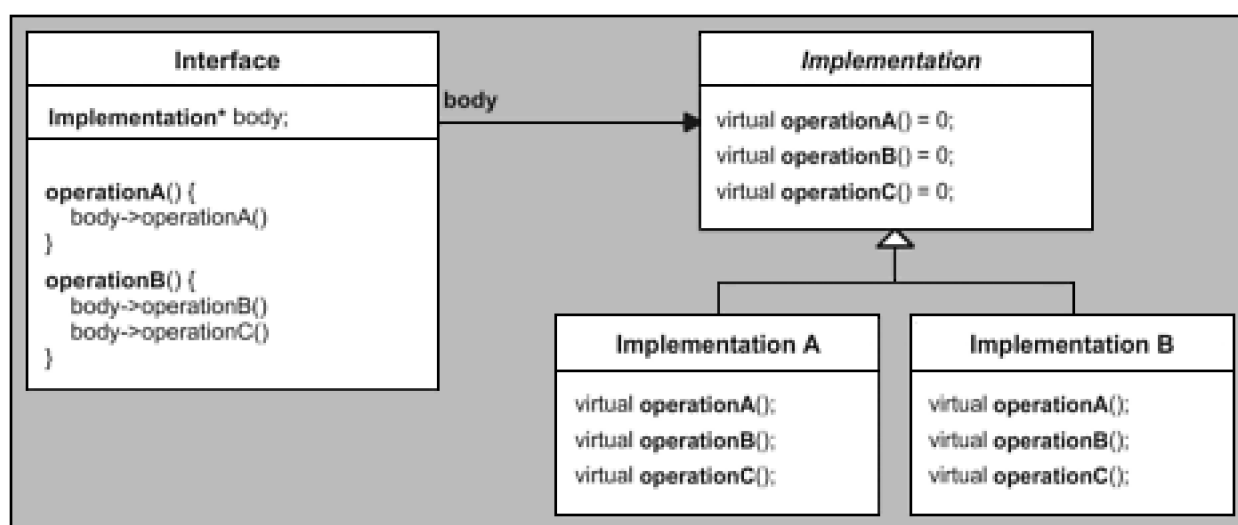 Interface
Implementation* body;
operationA() {
body->operationA()
}
operationB() {
body->operationB()
body->operationC()
}
body
Implementation
virtual operationA() = 0;
virtual operationB() = 0;
virtual operationC() = 0;
Implementation A
virtual operationA();
virtual operationB();
virtual operationC();
Implementation B
virtual operationA();
virtual operationB();
virtual operationC();